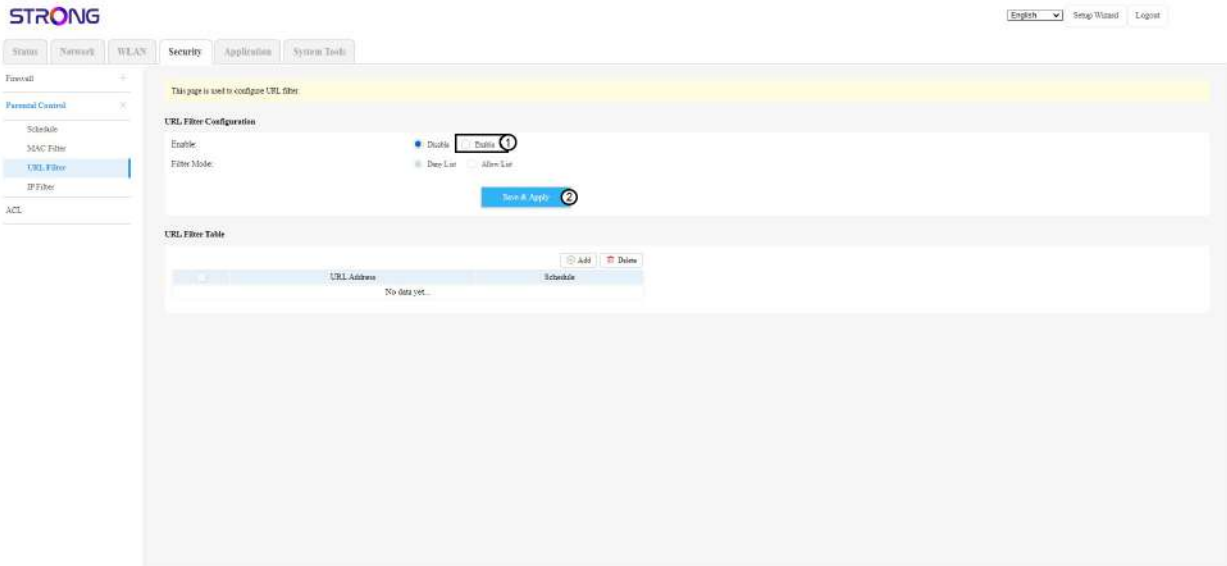 STRONG
English Setup Wizard Logout
Status Network WLAN Security Application System Tools
Firewall
Parental Control
Schedule
MAC Filter
URL Filter
IP Filter
ACL
This page is used to configure URL filter.
URL Filter Configuration
Enable: Disable Enable 1
Filter Mode: Deny List Allow List
Save & Apply 2
URL Filter Table
Add Delete
URL Address Schedule
No data yet...